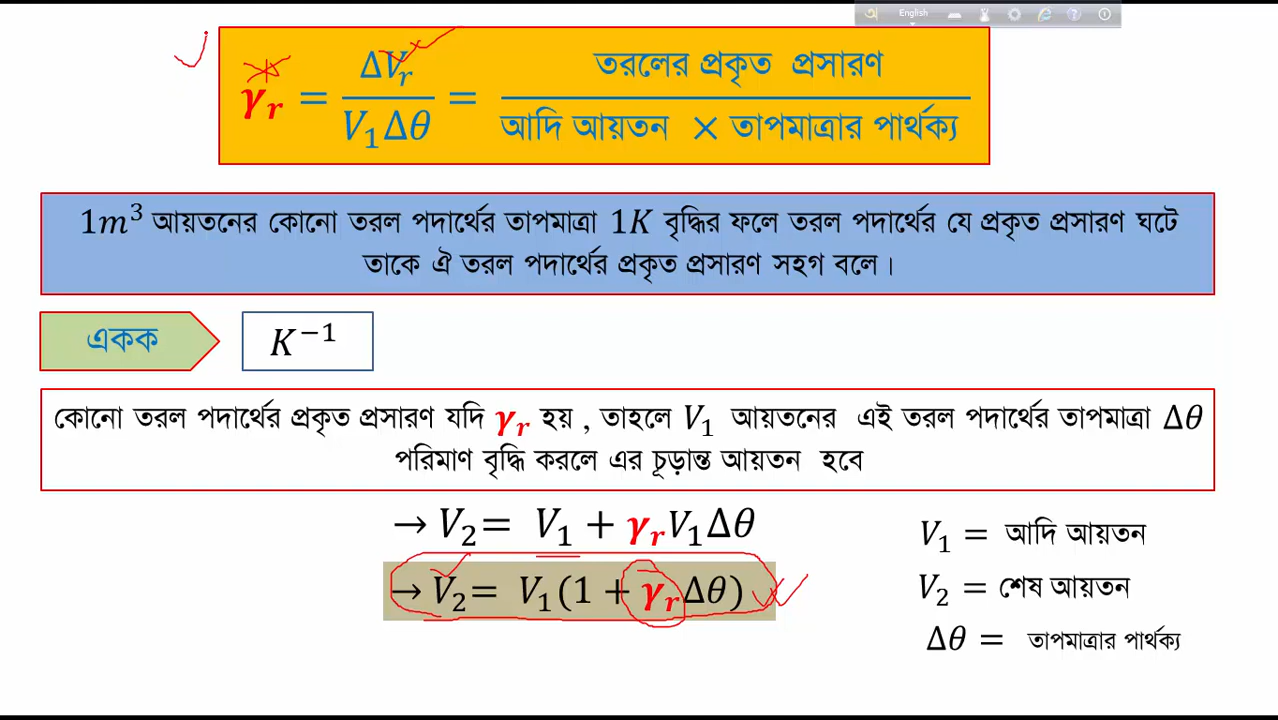 অ English
γᵣ = ΔVᵣ / V₁Δθ = তরলের প্রকৃত প্রসারণ / আদি আয়তন × তাপমাত্রার পার্থক্য
1m³ আয়তনের কোনো তরল পদার্থের তাপমাত্রা 1K বৃদ্ধির ফলে তরল পদার্থের যে প্রকৃত প্রসারণ ঘটে
তাকে ঐ তরল পদার্থের প্রকৃত প্রসারণ সহগ বলে।
একক K⁻¹
কোনো তরল পদার্থের প্রকৃত প্রসারণ যদি γᵣ হয় , তাহলে V₁ আয়তনের এই তরল পদার্থের তাপমাত্রা Δθ
পরিমাণ বৃদ্ধি করলে এর চূড়ান্ত আয়তন হবে
→ V₂ = V₁ + γᵣV₁Δθ
→ V₂ = V₁(1 + γᵣΔθ)
V₁ = আদি আয়তন
V₂ = শেষ আয়তন
Δθ = তাপমাত্রার পার্থক্য